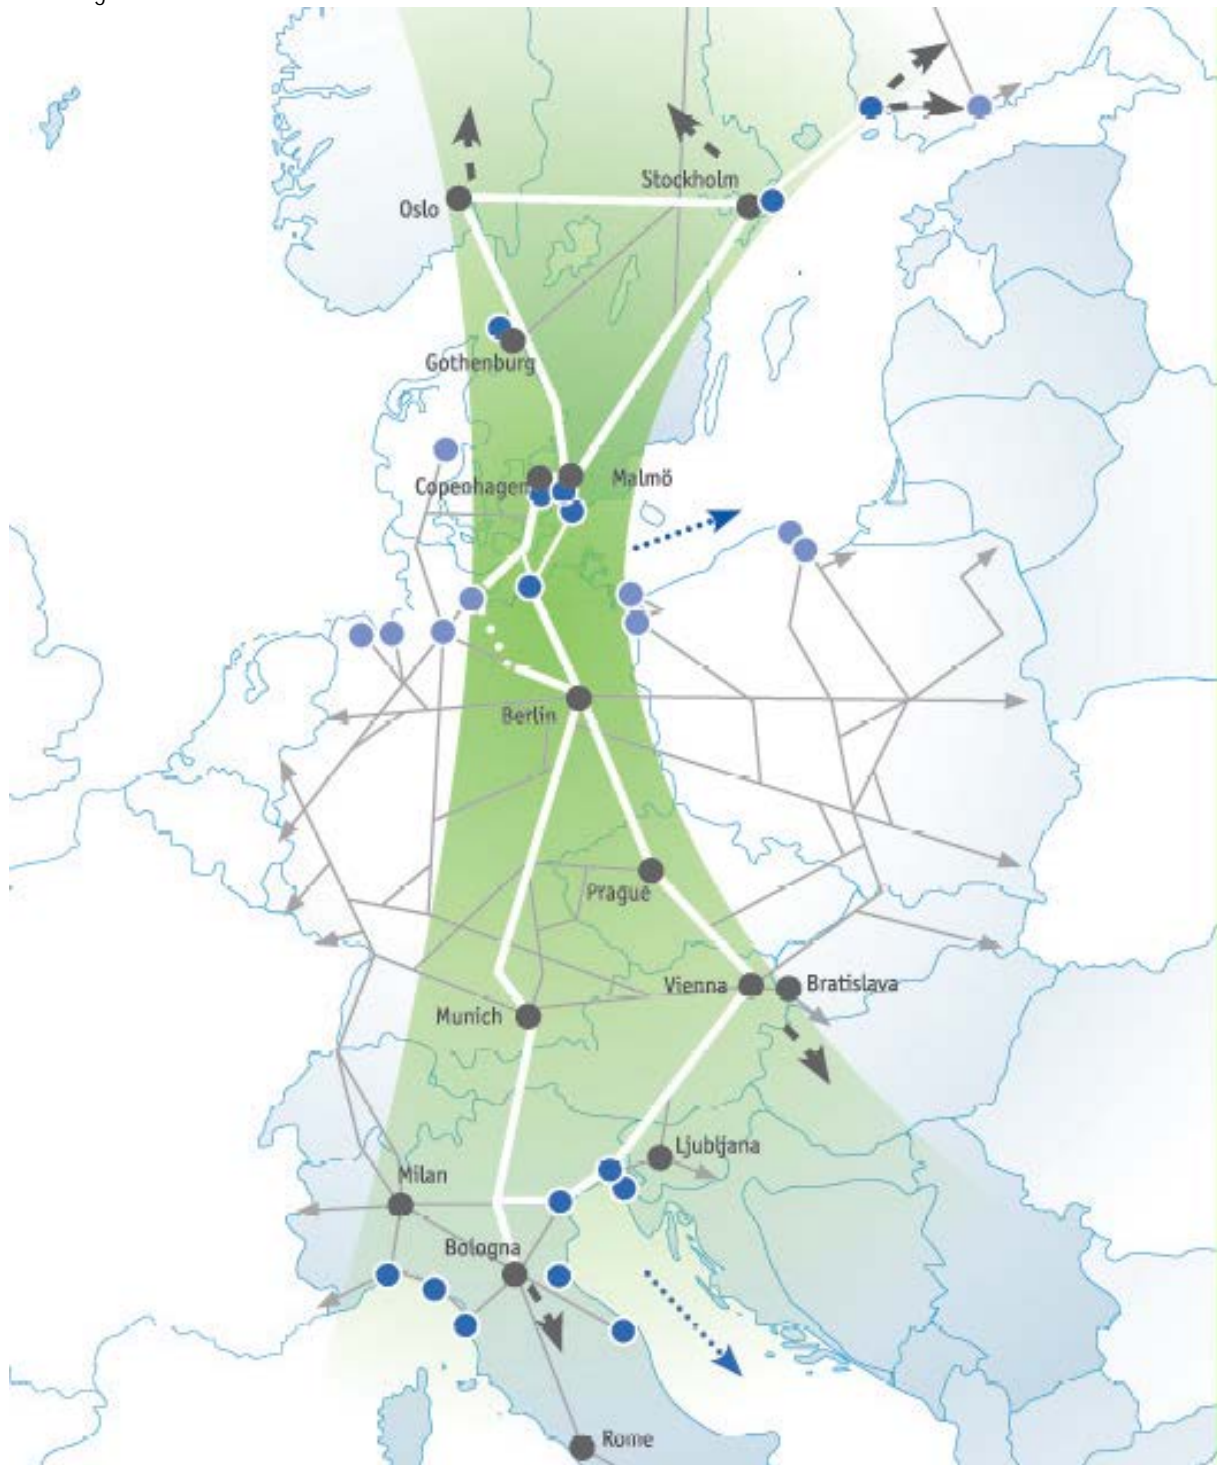 Stockholm
Oslo
Gothenburg
Copenhagen
Malmö
Berlin
Prague
Vienna
Bratislava
Munich
Ljubljana
Milan
Bologna
Rome